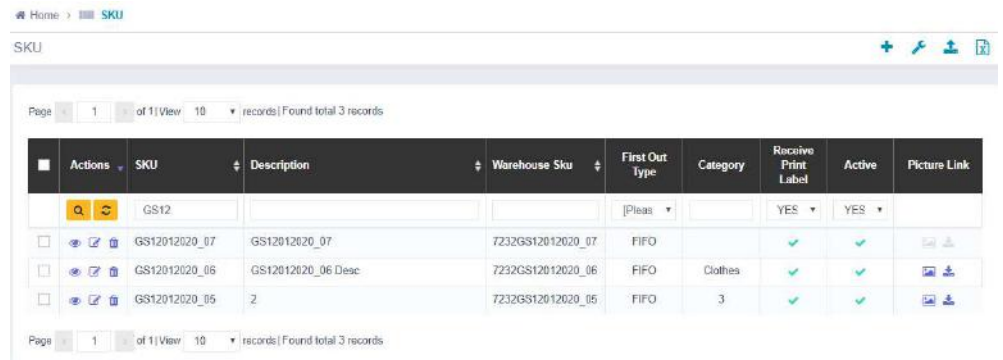 Home > SKU
SKU
Page 1 of 1 | View 10 records | Found total 3 records
Actions SKU Description Warehouse Sku First Out Type Category Receive Print Label Active Picture Link
GS12 [Pleas YES YES
GS12012020_07 GS12012020_07 7232GS12012020_07 FIFO
GS12012020_06 GS12012020_06 Desc 7232GS12012020_06 FIFO Clothes
GS12012020_05 2 7232GS12012020_05 FIFO 3
Page 1 of 1 | View 10 records | Found total 3 records